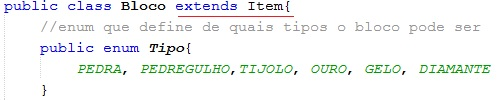 public class Bloco extends Item{
//enum que define de quais tipos o bloco pode ser
public enum Tipo{
PEDRA, PEDREGULHO,TIJOLO, OURO, GELO, DIAMANTE
}